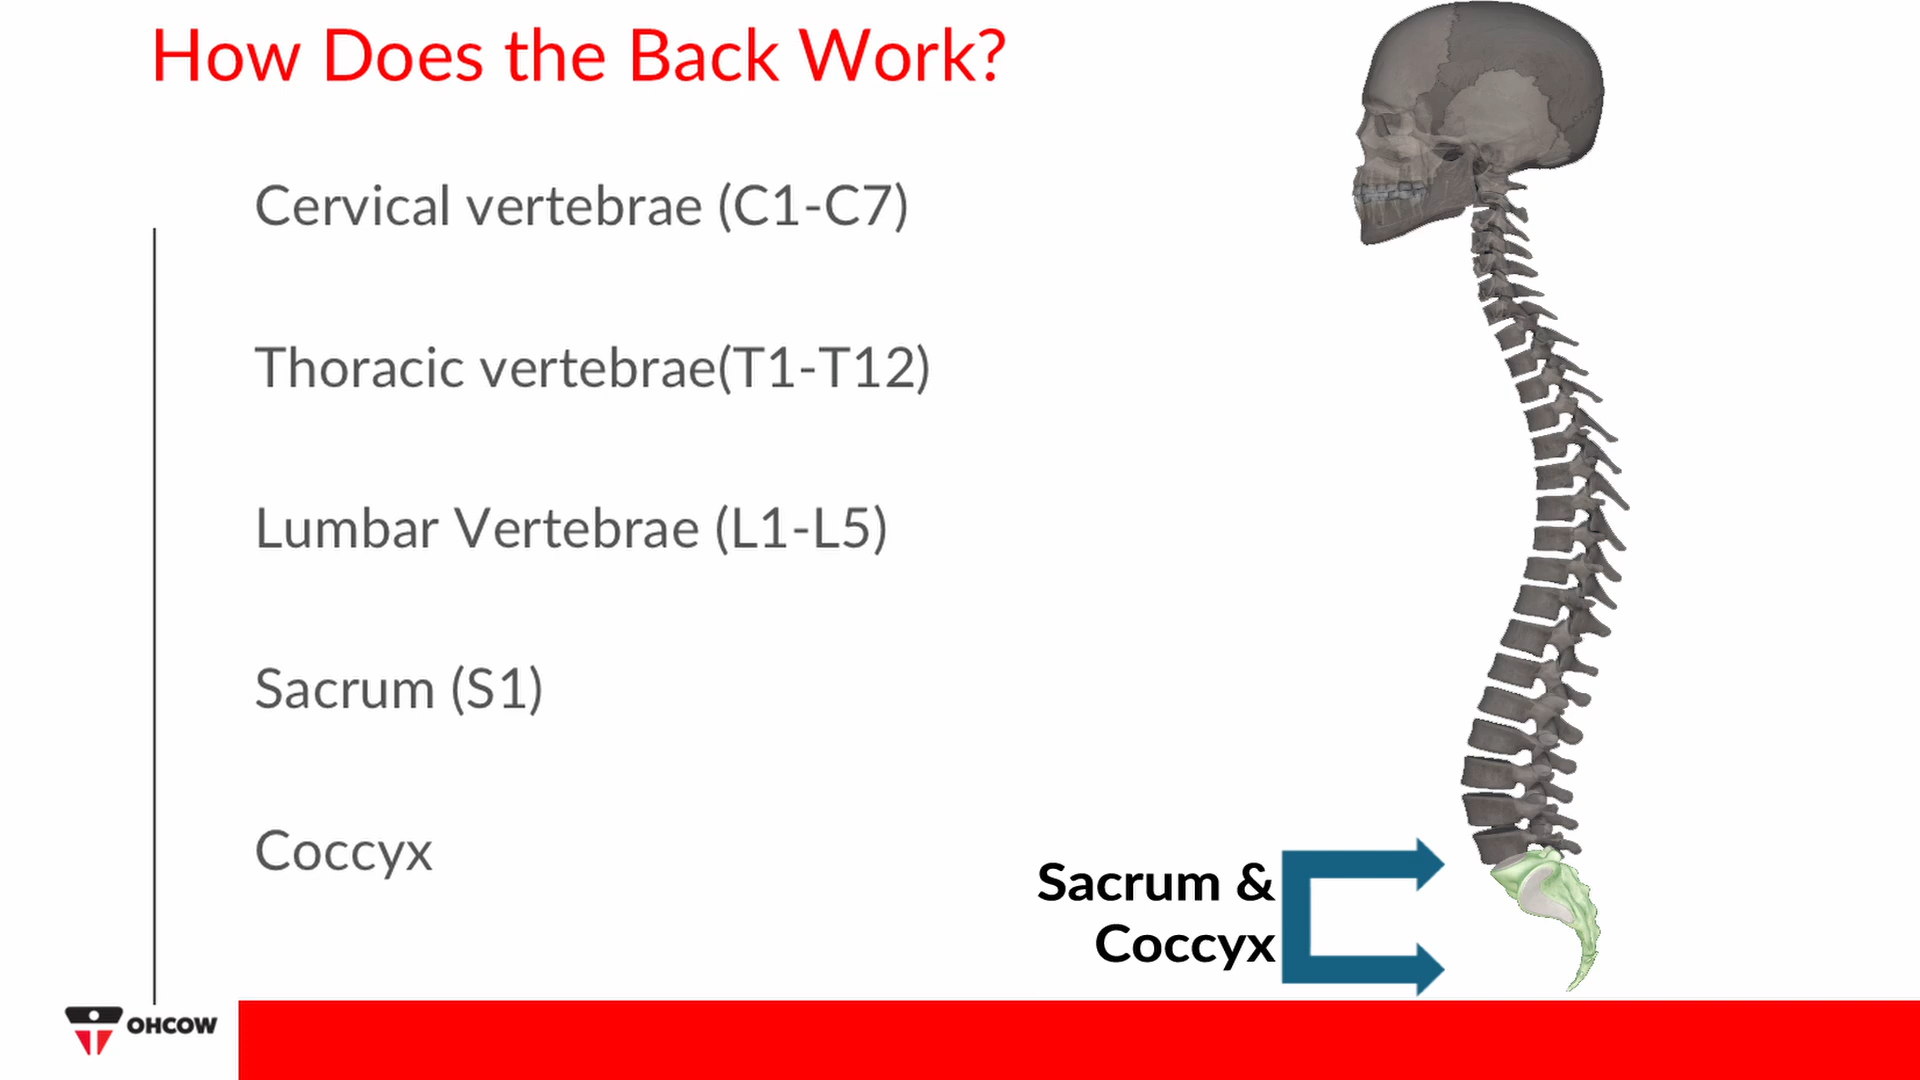 How Does the Back Work?
Cervical vertebrae (C1-C7)
Thoracic vertebrae(T1-T12)
Lumbar Vertebrae (L1-L5)
Sacrum (S1)
Coccyx
Sacrum &
Coccyx
OHCOW